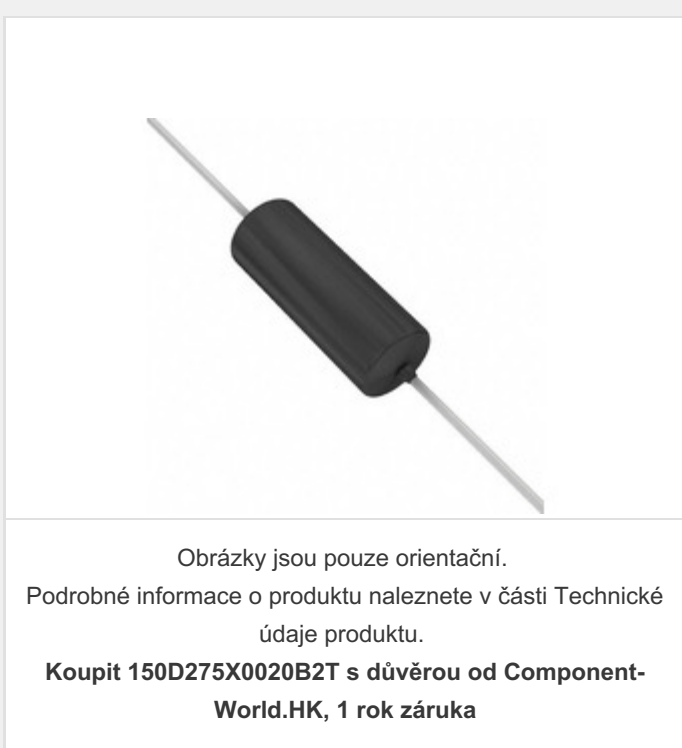 Obrázky jsou pouze orientační.
Podrobné informace o produktu naleznete v části Technické
údaje produktu.
Koupit 150D275X0020B2T s důvěrou od Component-
World.HK, 1 rok záruka